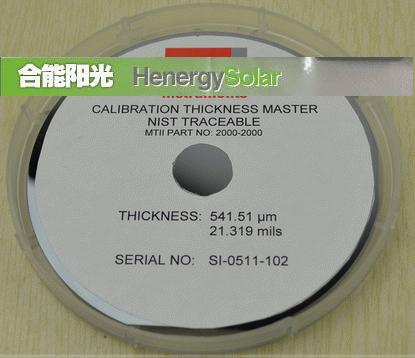 合能阳光 HenergySolar
Instruments
CALIBRATION THICKNESS MASTER
NIST TRACEABLE
MTII PART NO: 2000-2000
THICKNESS: 541.51 µm
21.319 mils
SERIAL NO: SI-0511-102